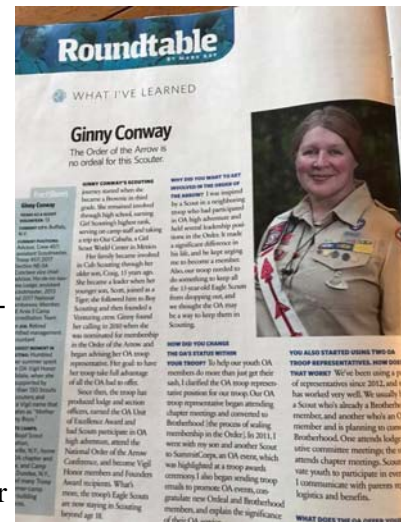 Roundtable
BY MARK RAY
WHAT I'VE LEARNED
Ginny Conway
The Order of the Arrow is
no ordeal for this Scouter.
Fact Sheet
Ginny Conway
GINNY CONWAY'S SCOUTING
journey started when she
became a Brownie in third
grade. She remained involved
through high school, earning
Girl Scouting's highest rank,
serving on camp staff and taking
a trip to Our Cabaña, a Girl
Scout World Center in Mexico.
Her family became involved
in Cub Scouting through her
older son, Craig, 15 years ago.
She became a leader when her
younger son, Scott, joined as a
Tiger; she followed him to Boy
Scouting and then founded a
Venturing crew. Ginny found
her calling in 2010 when she
was nominated for membership
in the Order of the Arrow and
began advising her OA troop
representative. Her goal: to have
her troop take full advantage
of all the OA had to offer.
Since then, the troop has
produced lodge and section
officers, earned the OA Unit
of Excellence Award and
had Scouts participate in OA
high adventure, attend the
National Order of the Arrow
Conference, and become Vigil
Honor members and Founders
Award recipients. What's
more, the troop's Eagle Scouts
are now staying in Scouting
beyond age 18.
WHY DID YOU WANT TO GET
INVOLVED IN THE ORDER OF
THE ARROW? I was inspired
by a Scout in a neighboring
troop who had participated
in OA high adventure and
held several leadership posi-
tions in the Order. It made
a significant difference in
his life, and he kept urging
me to become a member.
Also, our troop needed to
do something to keep all
the 13-year-old Eagle Scouts
from dropping out, and
we thought the OA may
be a way to keep them in
Scouting.
HOW DID YOU CHANGE
THE OA'S STATUS WITHIN
YOUR TROOP? To help our youth OA
members do more than just get their
sash, I clarified the OA troop represen-
tative position for our troop. Our OA
troop representative began attending
chapter meetings and converted to
Brotherhood [the process of sealing
membership in the Order]. In 2013, I
went with my son and another Scout
to SummitCorps, an OA event, which
was highlighted at troop awards
ceremony. I also began sending troop
emails to promote OA events, con-
gratulate new Ordeal and Brotherhood
members, and explain the significance
of their OA
YOU ALSO STARTED USING TWO OA
TROOP REPRESENTATIVES. HOW DOES
THAT WORK? We've been using a p
of representatives since 2012, and
has worked very well. We usually h
a Scout who's already a Brotherh
member, and another who's an O
member and is planning to con
Brotherhood. One attends lodge
utive committee meetings; the
attends chapter meetings. Scou
vate youth to participate in even
I communicate with parents re
logistics and benefits.
WHAT DOES THE OA OFFER YOU